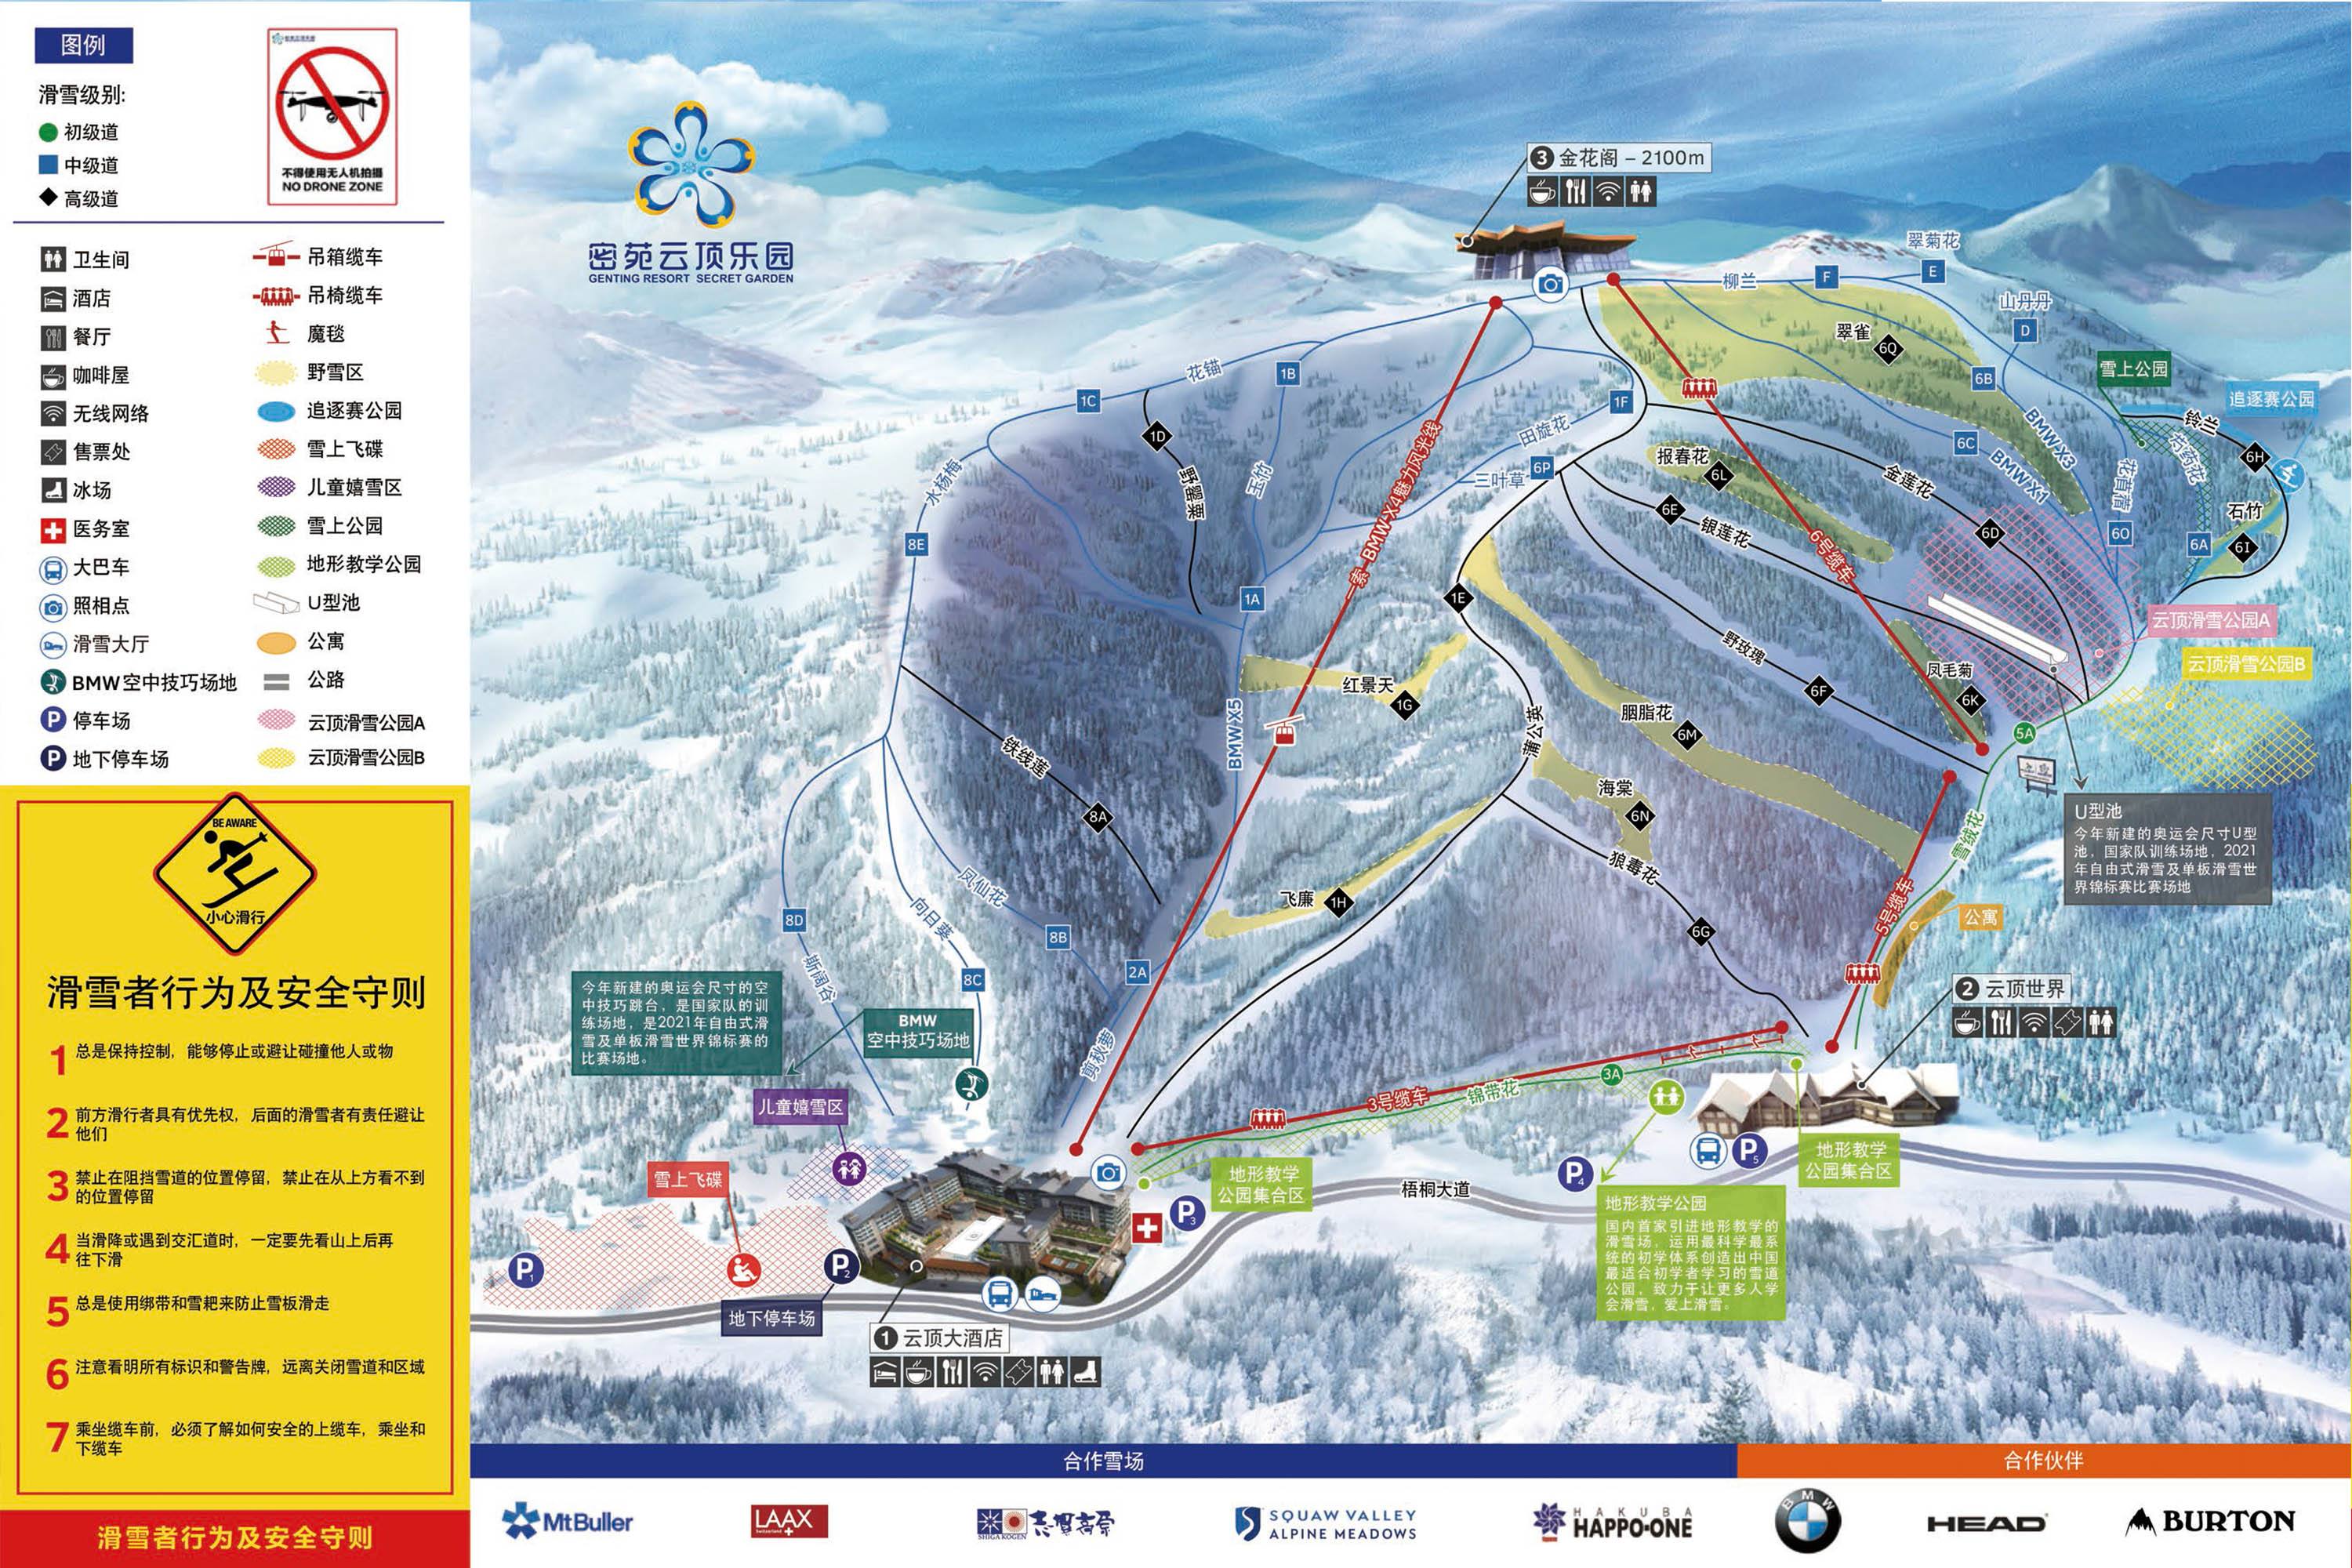 图例
滑雪级别:
初级道
中级道
高级道
密苑云顶乐园
不得使用无人机拍摄
NO DRONE ZONE
卫生间
酒店
餐厅
咖啡屋
无线网络
售票处
冰场
医务室
大巴车
照相点
滑雪大厅
BMW空中技巧场地
P 停车场
P 地下停车场
吊箱缆车
吊椅缆车
魔毯
野雪区
追逐赛公园
雪上飞碟
儿童嬉雪区
雪上公园
地形教学公园
U型池
公寓
公路
云顶滑雪公园A
云顶滑雪公园B
BE AWARE
小心滑行
滑雪者行为及安全守则
1 总是保持控制，能够停止或避让碰撞他人或物
2 前方滑行者具有优先权，后面的滑雪者有责任避让
他们
3 禁止在阻挡雪道的位置停留，禁止在从上方看不到
的位置停留
4 当滑降或遇到交汇道时，一定要先看山上后再
往下滑
5 总是使用绑带和雪耙来防止雪板滑走
6 注意看明所有标识和警告牌，远离关闭雪道和区域
7 乘坐缆车前，必须了解如何安全的上缆车，乘坐和
下缆车
滑雪者行为及安全守则
密苑云顶乐园
GENTING RESORT SECRET GARDEN
3 金花阁 – 2100m
翠菊花
E
柳兰
F
山丹丹
D
翠雀
6Q
6B
雪上公园
追逐赛公园
铃兰
6H
芍药花
石竹
6I
6A
花苜蓿
6O
BMW X3
BMW X1
6C
金莲花
6D
花锚
1B
1C
1D
野罂粟
玉竹
水杨梅
8E
1A
一索–BMW-X4魅力风光线
1F
田旋花
三叶草
6P
报春花
6L
6E
银莲花
6号缆车
1E
野玫瑰
6F
凤毛菊
6K
云顶滑雪公园A
云顶滑雪公园B
5A
红景天
1G
BMW X5
蒲公英
胭脂花
6M
海棠
6N
狼毒花
6G
铁线莲
8A
飞廉
1H
雪绒花
5号缆车
公寓
U型池
今年新建的奥运会尺寸U型
池，国家队训练场地，2021
年自由式滑雪及单板滑雪世
界锦标赛比赛场地
8D
斯阔谷
向日葵
凤仙花
8B
8C
2A
剪秋萝
今年新建的奥运会尺寸的空
中技巧跳台，是国家队的训
练场地，是2021年自由式滑
雪及单板滑雪世界锦标赛的
比赛场地。
BMW
空中技巧场地
儿童嬉雪区
雪上飞碟
P1
P2
地下停车场
P3
1 云顶大酒店
3号缆车
锦带花
3A
地形教学
公园集合区
梧桐大道
P4
2 云顶世界
P5
地形教学
公园集合区
地形教学公园
国内首家引进地形教学的
滑雪场，运用最科学最系
统的初学体系创造出中国
最适合初学者学习的雪道
公园，致力于让更多人学
会滑雪，爱上滑雪。
合作雪场
合作伙伴
Mt Buller
LAAX
Switzerland
SHIGA KOGEN
志賀高原
SQUAW VALLEY
ALPINE MEADOWS
HAKUBA
HAPPO-ONE
BMW
HEAD
BURTON